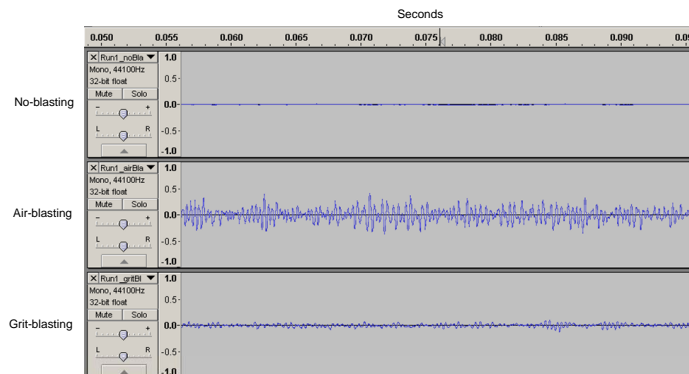 Seconds
0.050 0.055 0.060 0.065 0.070 0.075 0.080 0.085 0.090 0.09
No-blasting
× Run1_noBla ▼
Mono, 44100Hz
32-bit float
Mute Solo
- +
L R
1.0
0.5-
0.0-
-0.5-
-1.0
Air-blasting
× Run1_airBla ▼
Mono, 44100Hz
32-bit float
Mute Solo
- +
L R
1.0
0.5-
0.0-
-0.5-
-1.0
Grit-blasting
× Run1_gritBl ▼
Mono, 44100Hz
32-bit float
Mute Solo
- +
L R
1.0
0.5-
0.0-
-0.5-
-1.0